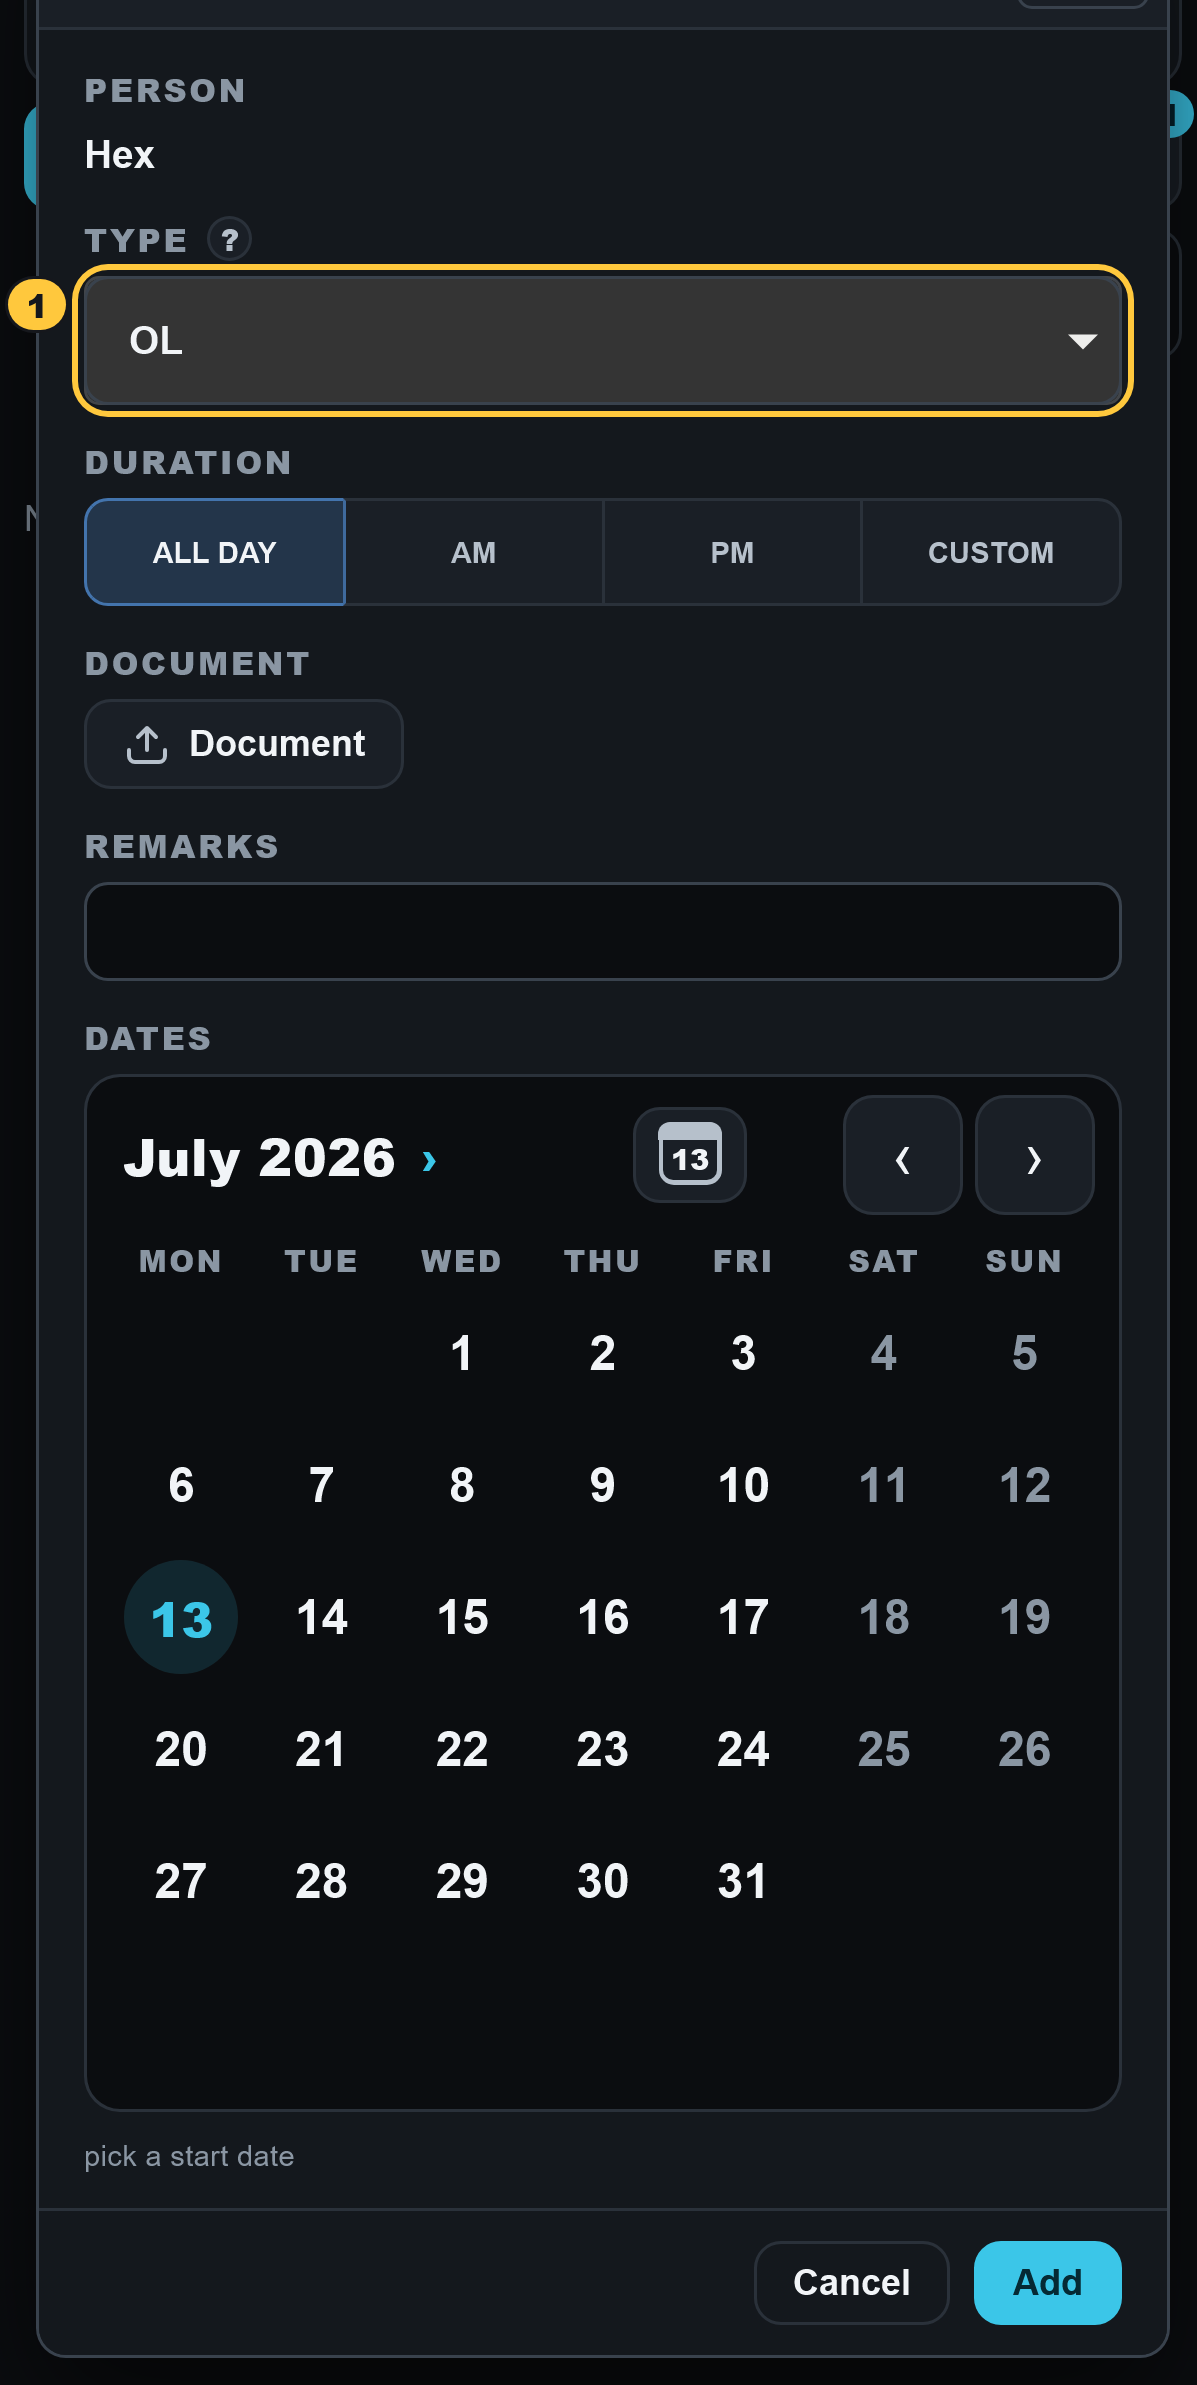 PERSON
Hex
TYPE ?
1
OL
DURATION
ALL DAY AM PM CUSTOM
DOCUMENT
Document
REMARKS
DATES
July 2026 › 13 ‹ ›
MON TUE WED THU FRI SAT SUN
1 2 3 4 5
6 7 8 9 10 11 12
13 14 15 16 17 18 19
20 21 22 23 24 25 26
27 28 29 30 31
pick a start date
Cancel Add